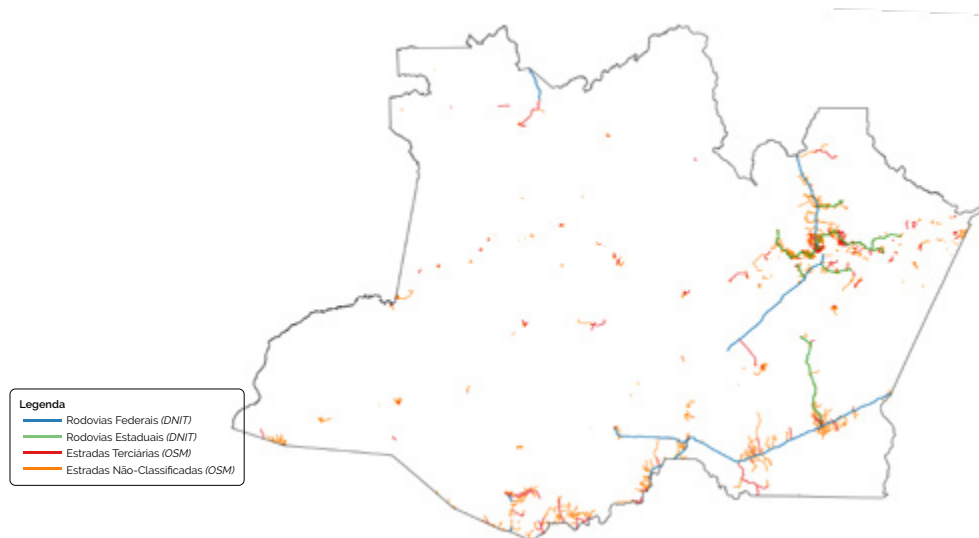 Legenda
Rodovias Federais (DNIT)
Rodovias Estaduais (DNIT)
Estradas Terciárias (OSM)
Estradas Não-Classificadas (OSM)